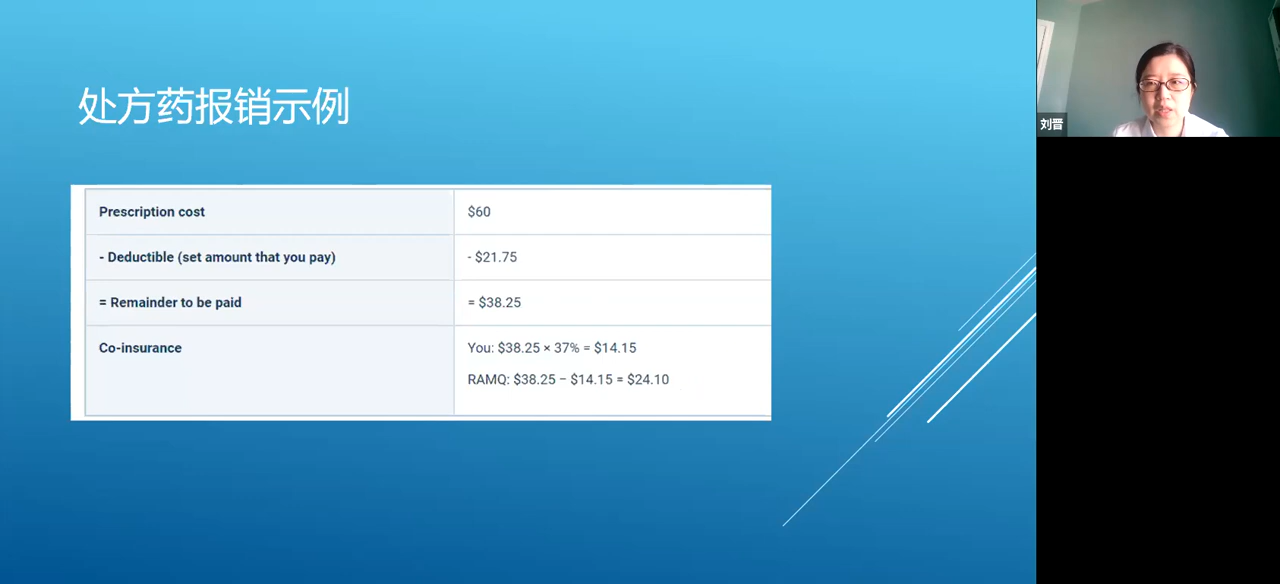 处方药报销示例
Prescription cost
$60
- Deductible (set amount that you pay)
- $21.75
= Remainder to be paid
= $38.25
Co-insurance
You: $38.25 × 37% = $14.15
RAMQ: $38.25 − $14.15 = $24.10
刘晋